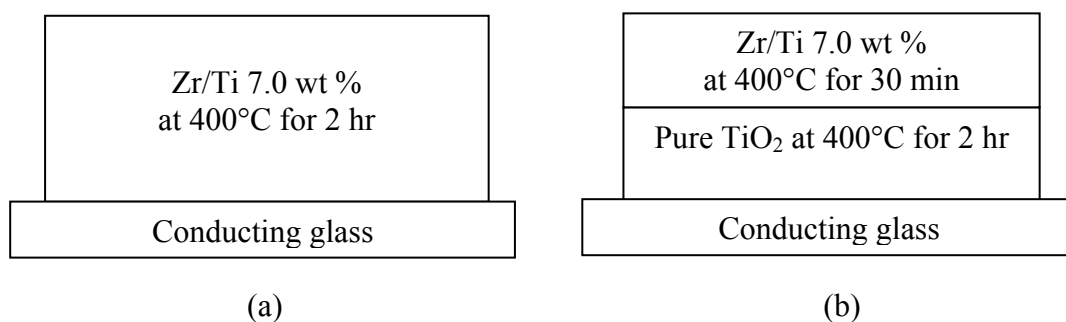 Zr/Ti 7.0 wt %
at 400°C for 2 hr
Conducting glass
(a)
Zr/Ti 7.0 wt %
at 400°C for 30 min
Pure TiO₂ at 400°C for 2 hr
Conducting glass
(b)